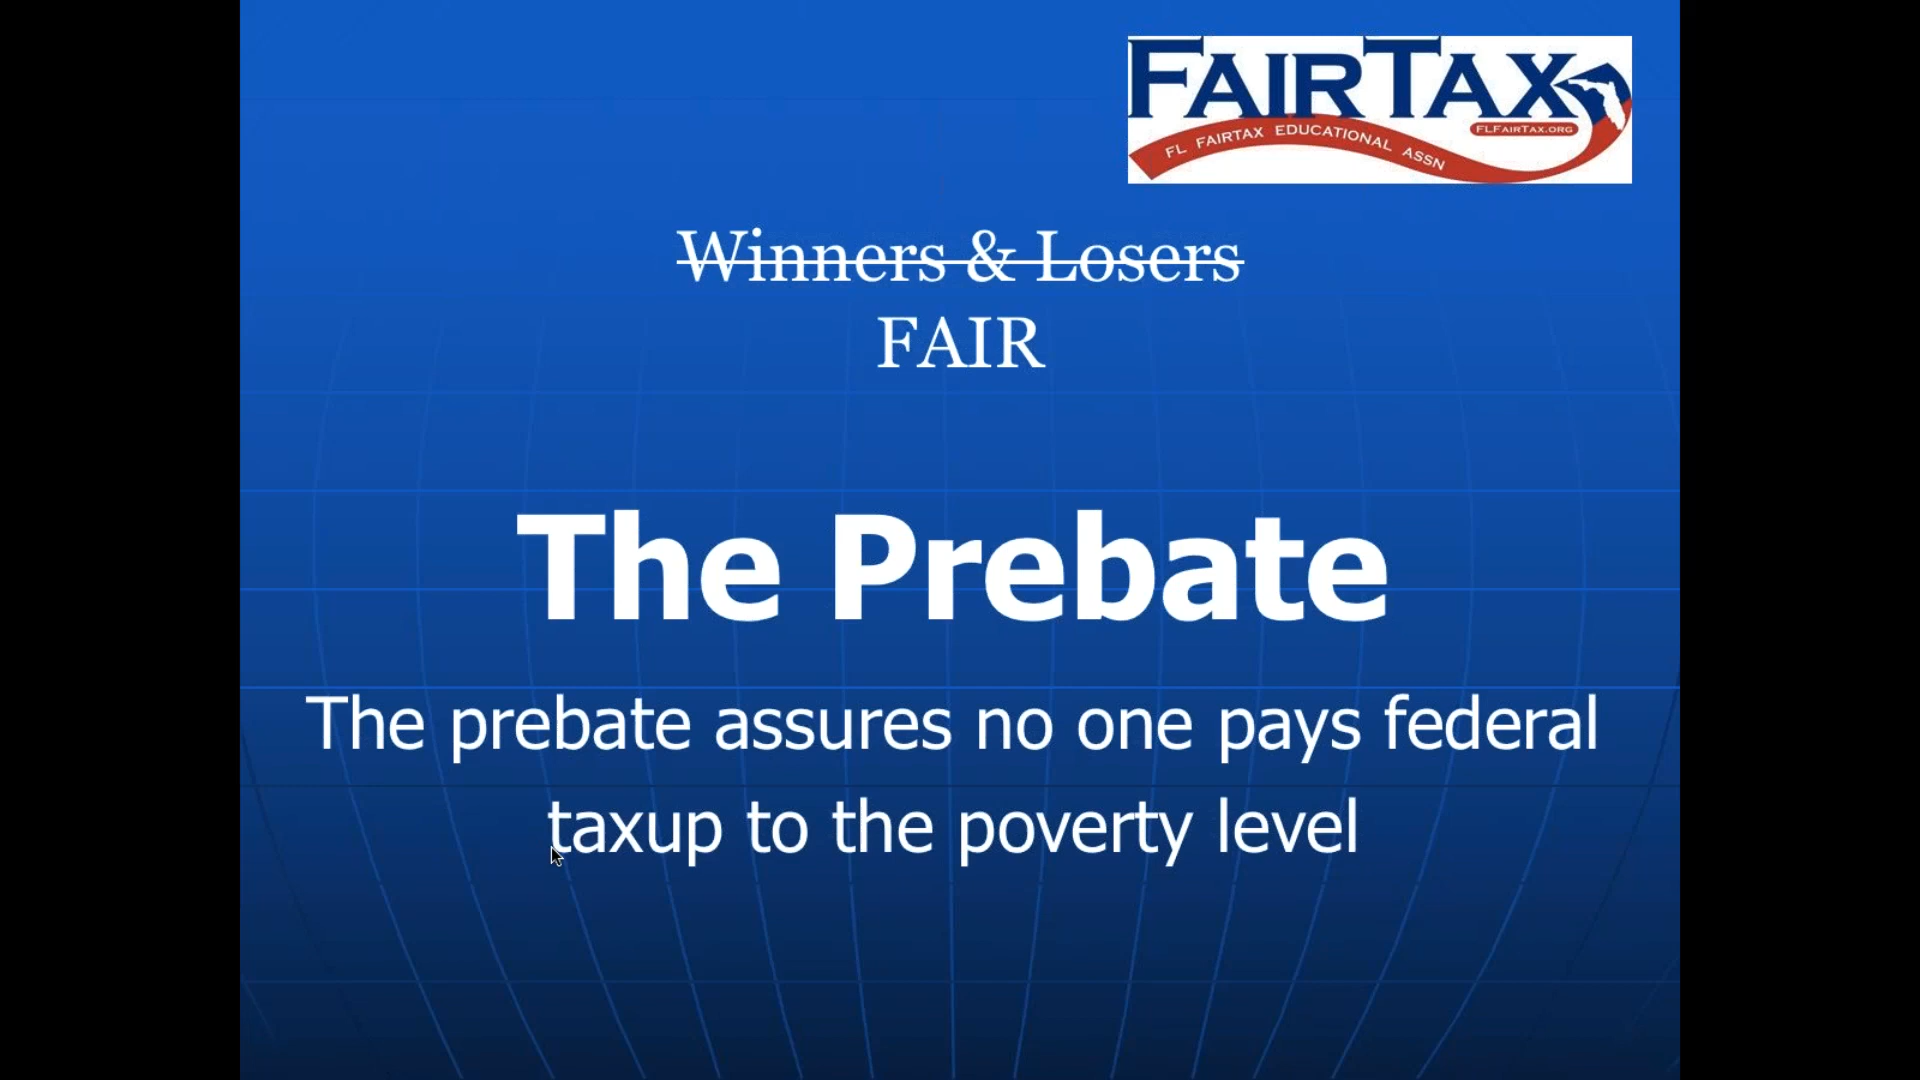 FAIRTAX
FLFAIRTAX.ORG
FL FAIRTAX EDUCATIONAL ASSN
Winners & Losers
FAIR
The Prebate
The prebate assures no one pays federal
taxup to the poverty level